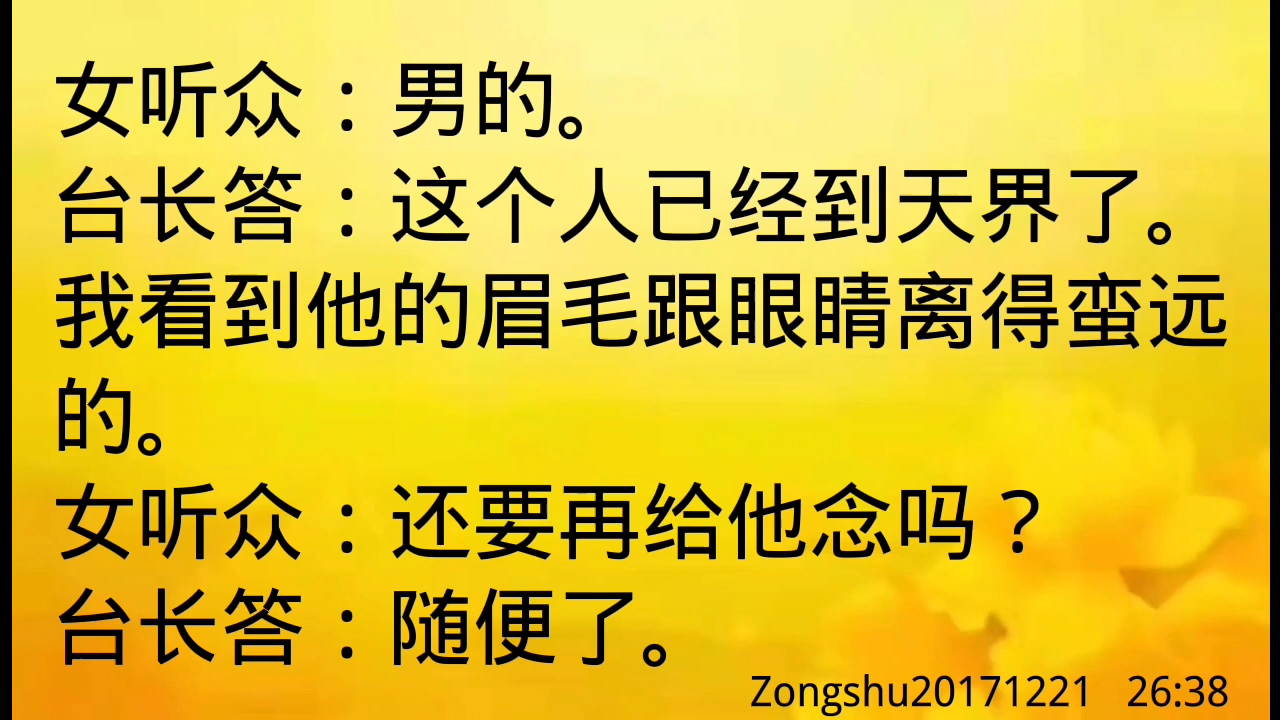 女听众：男的。
台长答：这个人已经到天界了。
我看到他的眉毛跟眼睛离得蛮远
的。
女听众：还要再给他念吗？
台长答：随便了。
Zongshu20171221 26:38